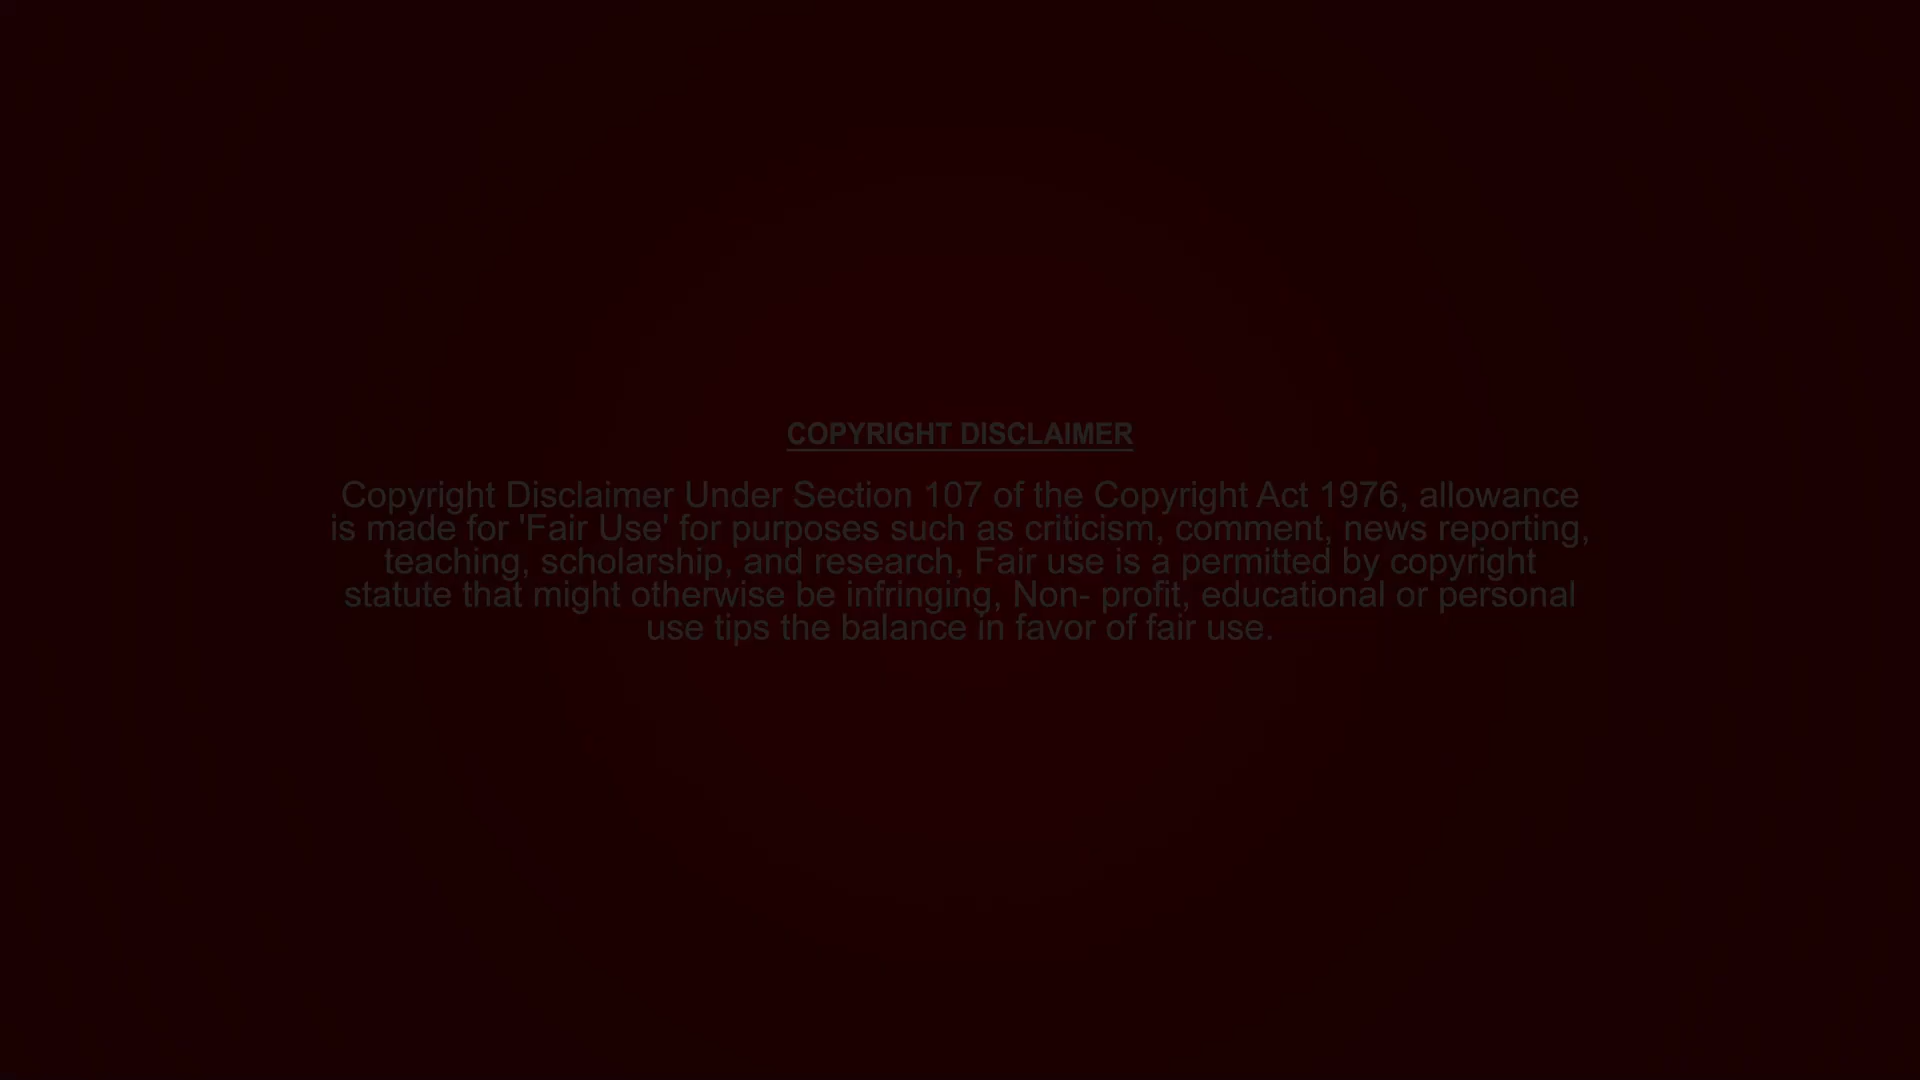 COPYRIGHT DISCLAIMER
Copyright Disclaimer Under Section 107 of the Copyright Act 1976, allowance
is made for 'Fair Use' for purposes such as criticism, comment, news reporting,
teaching, scholarship, and research, Fair use is a permitted by copyright
statute that might otherwise be infringing, Non- profit, educational or personal
use tips the balance in favor of fair use.